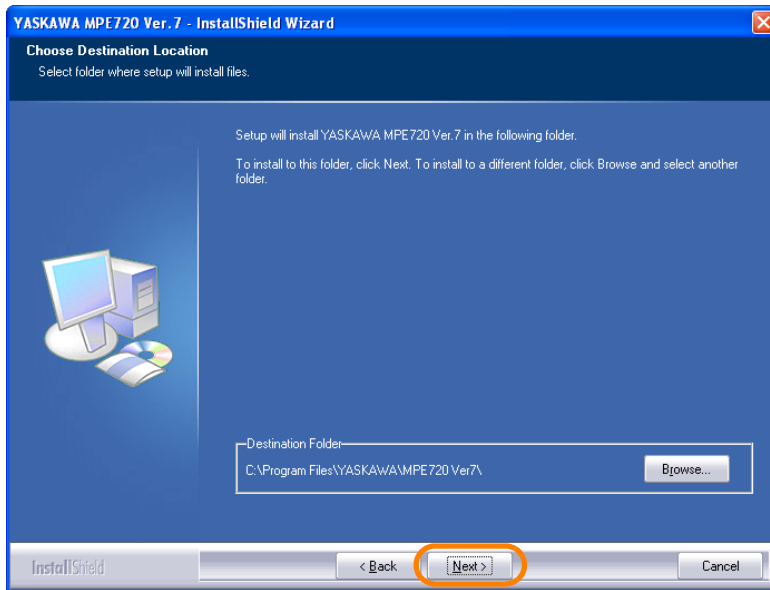 YASKAWA MPE720 Ver.7 - InstallShield Wizard
Choose Destination Location
Select folder where setup will install files.
Setup will install YASKAWA MPE720 Ver.7 in the following folder.
To install to this folder, click Next. To install to a different folder, click Browse and select another
folder.
Destination Folder
C:\Program Files\YASKAWA\MPE720 Ver7\
Browse...
InstallShield
< Back
Next >
Cancel